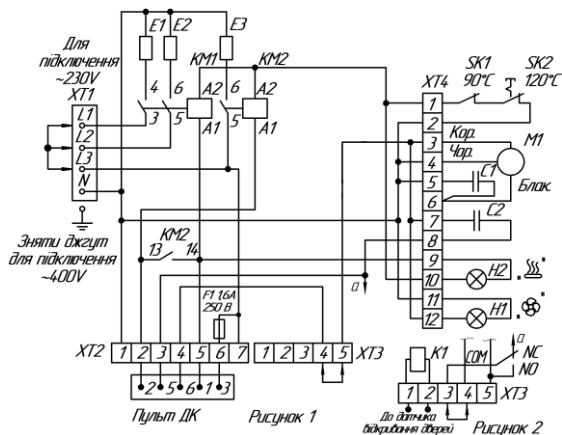 E1 E2 E3
Для
підключення
~230V
XT1
KM1 KM2
4 6 6
A2 A2
3 5 5
A1 A1
L1
L2
L3
N
Зняти джгут
для підключення
~400V
KM2
13 14
F1 1,6A
250 В
a
XT2 1 2 3 4 5 6 7
2 5 6 1 3
Пульт ДК
1 2 3 4 5 XT3
Рисунок 1
SK1 SK2
90°C 120°C
XT4
1
2
3 Кор. M1
4 Чор.
5 C1
6 Блак.
7 C2
8
9
10 H2
11
12 H1
K1 COM a
NC
NO
1 2 3 4 5 XT3
До датчика
відкривання дверей
Рисунок 2